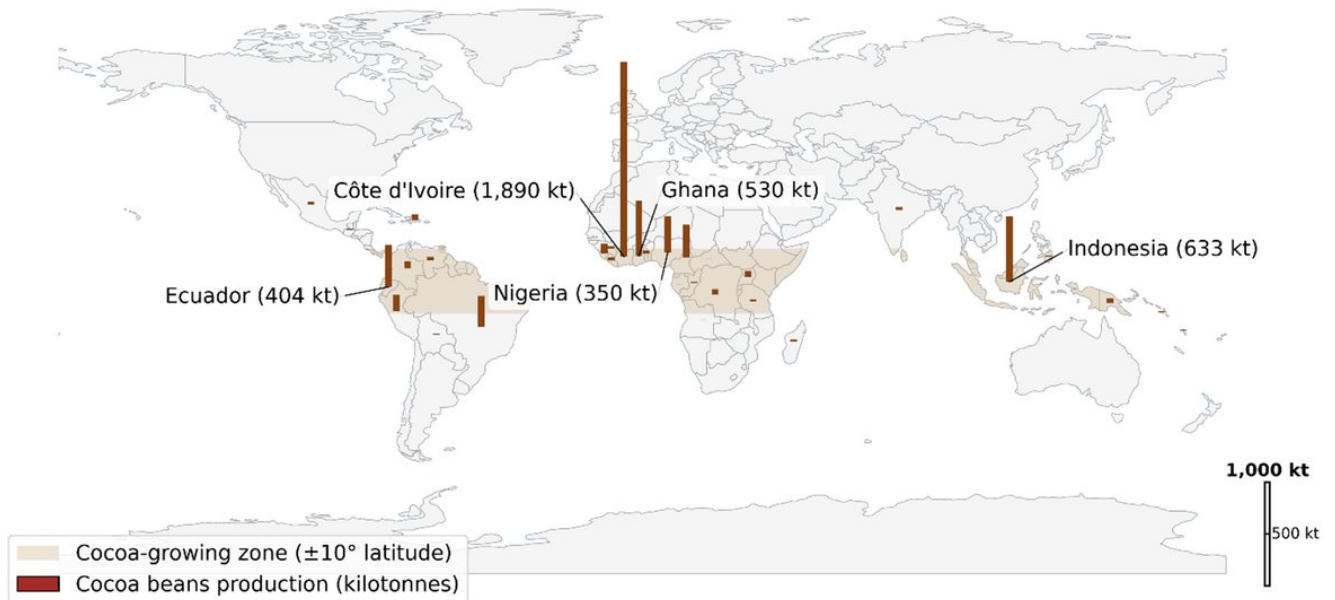 Côte d'Ivoire (1,890 kt)
Ghana (530 kt)
Indonesia (633 kt)
Ecuador (404 kt)
Nigeria (350 kt)
1,000 kt
500 kt
Cocoa-growing zone (±10° latitude)
Cocoa beans production (kilotonnes)